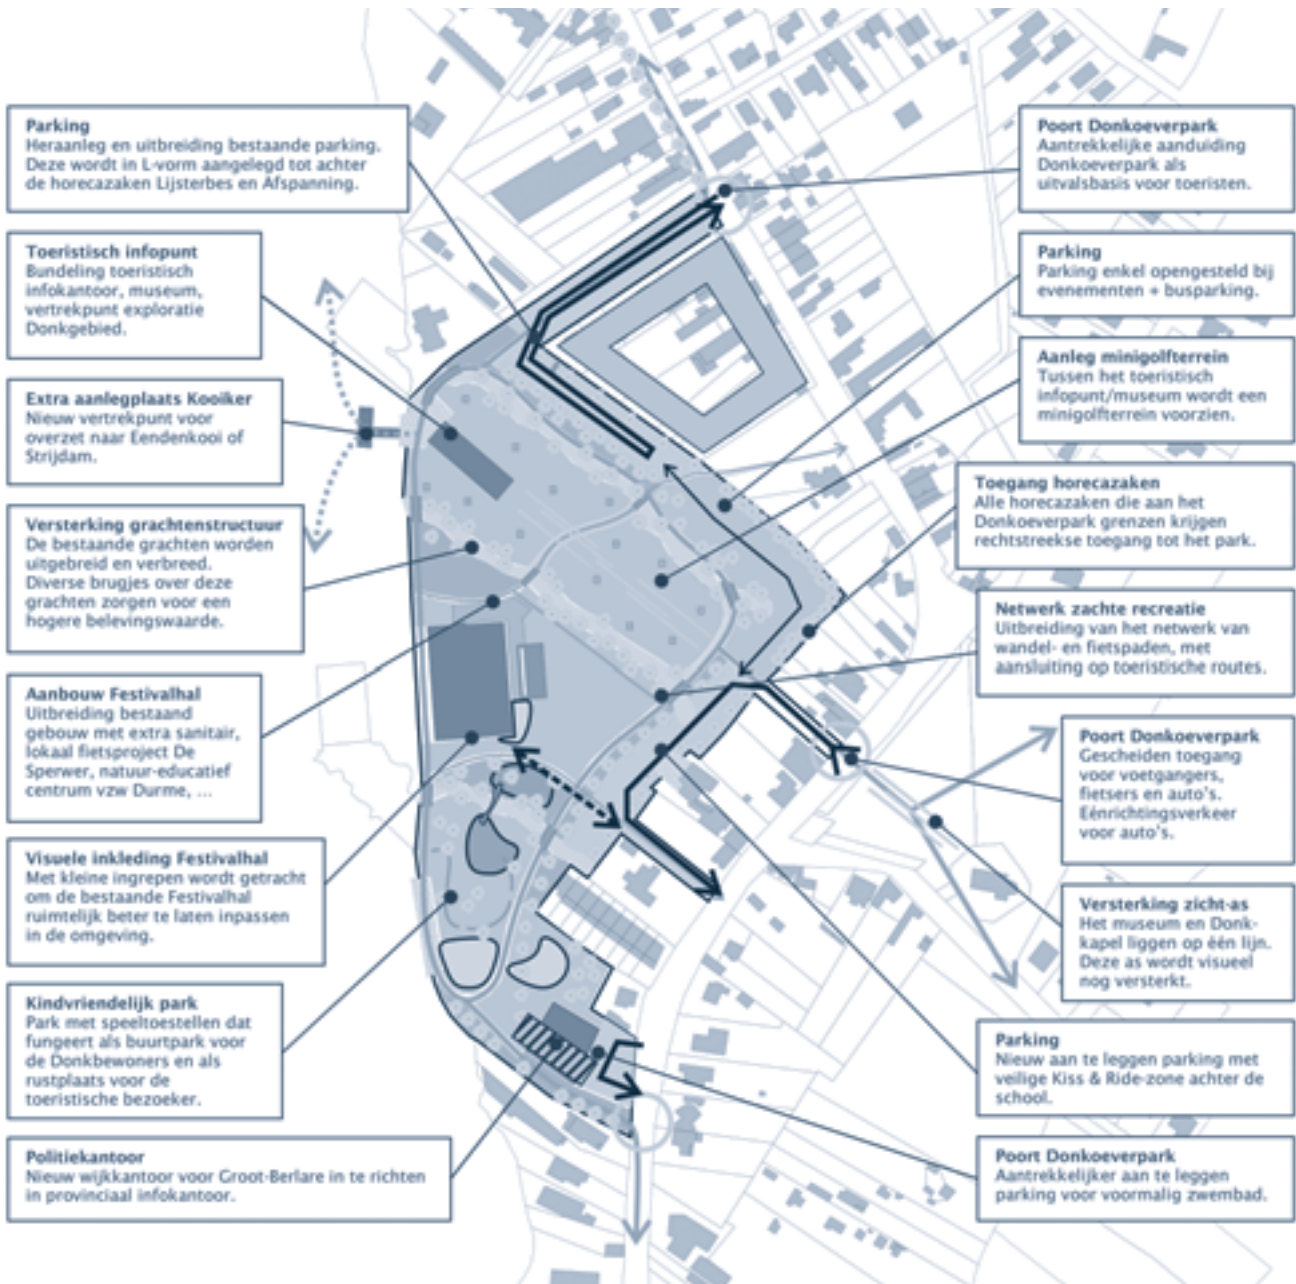 Parking
Heraanleg en uitbreiding bestaande parking.
Deze wordt in L-vorm aangelegd tot achter
de horecazaken Lijsterbes en Afspanning.
Toeristisch infopunt
Bundeling toeristisch
infokantoor, museum,
vertrekpunt exploratie
Donkgebied.
Extra aanlegplaats Kooiker
Nieuw vertrekpunt voor
overzet naar Eendenkooi of
Strijdam.
Versterking grachtenstructuur
De bestaande grachten worden
uitgebreid en verbreed.
Diverse brugjes over deze
grachten zorgen voor een
hogere belevingswaarde.
Aanbouw Festivalhal
Uitbreiding bestaand
gebouw met extra sanitair,
lokaal fietsproject De
Sperwer, natuur-educatief
centrum vzw Durme, ...
Visuele inkleding Festivalhal
Met kleine ingrepen wordt getracht
om de bestaande Festivalhal
ruimtelijk beter te laten inpassen
in de omgeving.
Kindvriendelijk park
Park met speeltoestellen dat
fungeert als buurtpark voor
de Donkbewoners en als
rustplaats voor de
toeristische bezoeker.
Politiekantoor
Nieuw wijkkantoor voor Groot-Berlare in te richten
in provinciaal infokantoor.
Poort Donkoeverpark
Aantrekkelijke aanduiding
Donkoeverpark als
uitvalsbasis voor toeristen.
Parking
Parking enkel opengesteld bij
evenementen + busparking.
Aanleg minigolfterrein
Tussen het toeristisch
infopunt/museum wordt een
minigolfterrein voorzien.
Toegang horecazaken
Alle horecazaken die aan het
Donkoeverpark grenzen krijgen
rechtstreekse toegang tot het park.
Netwerk zachte recreatie
Uitbreiding van het netwerk van
wandel- en fietspaden, met
aansluiting op toeristische routes.
Poort Donkoeverpark
Gescheiden toegang
voor voetgangers,
fietsers en auto's.
Eénrichtingsverkeer
voor auto's.
Versterking zicht-as
Het museum en Donk-
kapel liggen op één lijn.
Deze as wordt visueel
nog versterkt.
Parking
Nieuw aan te leggen parking met
veilige Kiss & Ride-zone achter de
school.
Poort Donkoeverpark
Aantrekkelijker aan te leggen
parking voor voormalig zwembad.